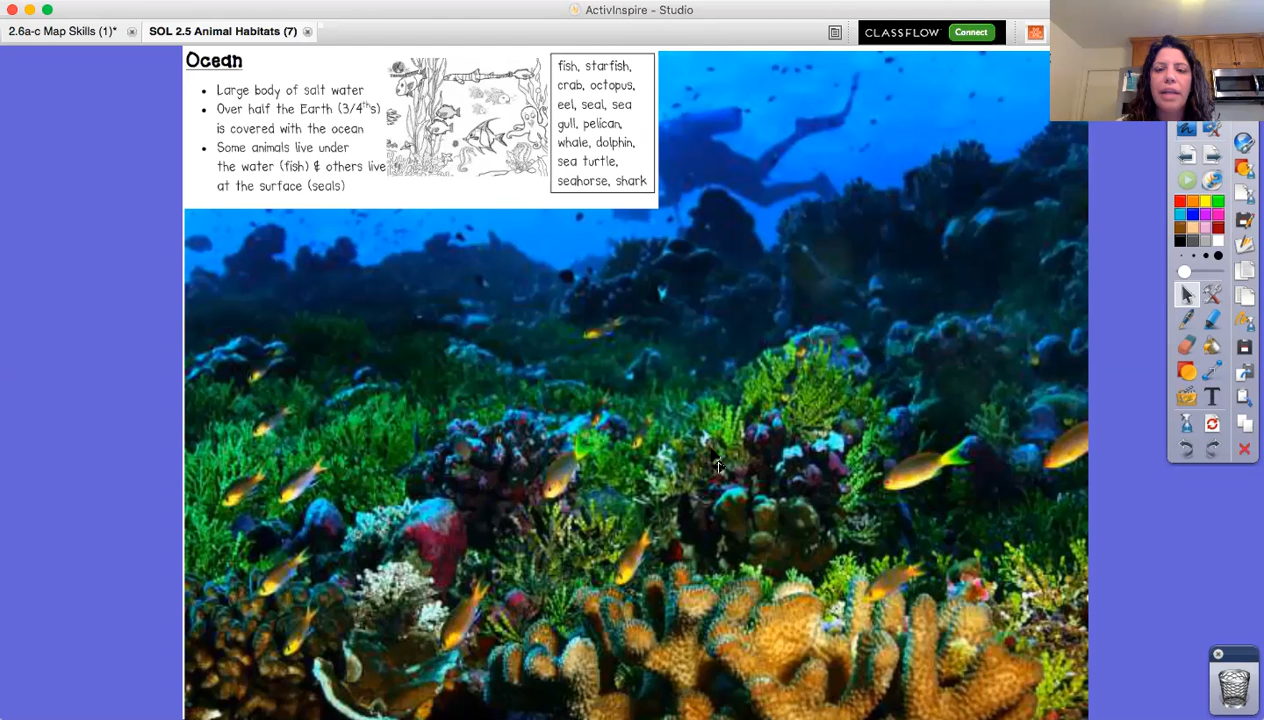 ActivInspire - Studio
2.6a-c Map Skills (1)*
SOL 2.5 Animal Habitats (7)
CLASSFLOW
Connect
Ocean
• Large body of salt water
• Over half the Earth (3/4ths)
is covered with the ocean
• Some animals live under
the water (fish) & others live
at the surface (seals)
fish, starfish,
crab, octopus,
eel, seal, sea
gull, pelican,
whale, dolphin,
sea turtle,
seahorse, shark
T